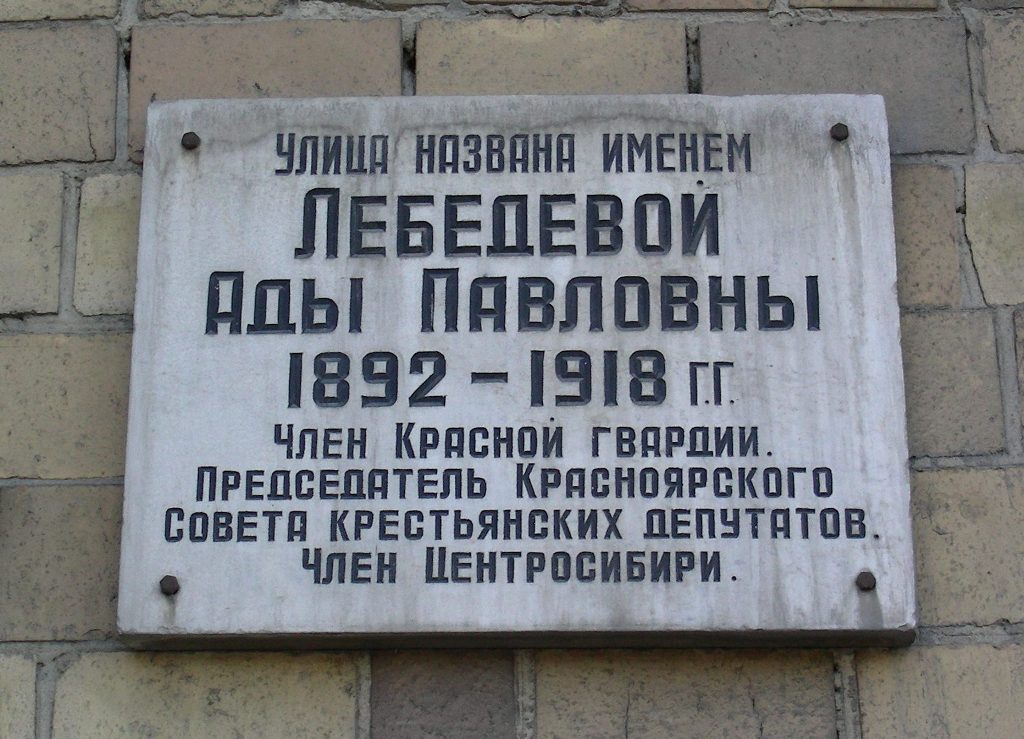 Улица названа именем
Лебедевой
Ады Павловны
1892 – 1918 г.г.
Член Красной гвардии.
Председатель Красноярского
Совета крестьянских депутатов.
Член Центросибири.